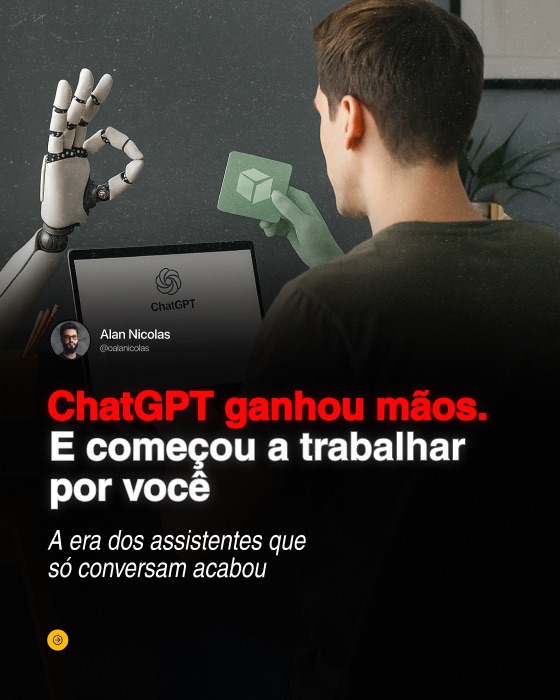 ChatGPT
Alan Nicolas
@oalanicolas
ChatGPT ganhou mãos.
E começou a trabalhar
por você
A era dos assistentes que
só conversam acabou